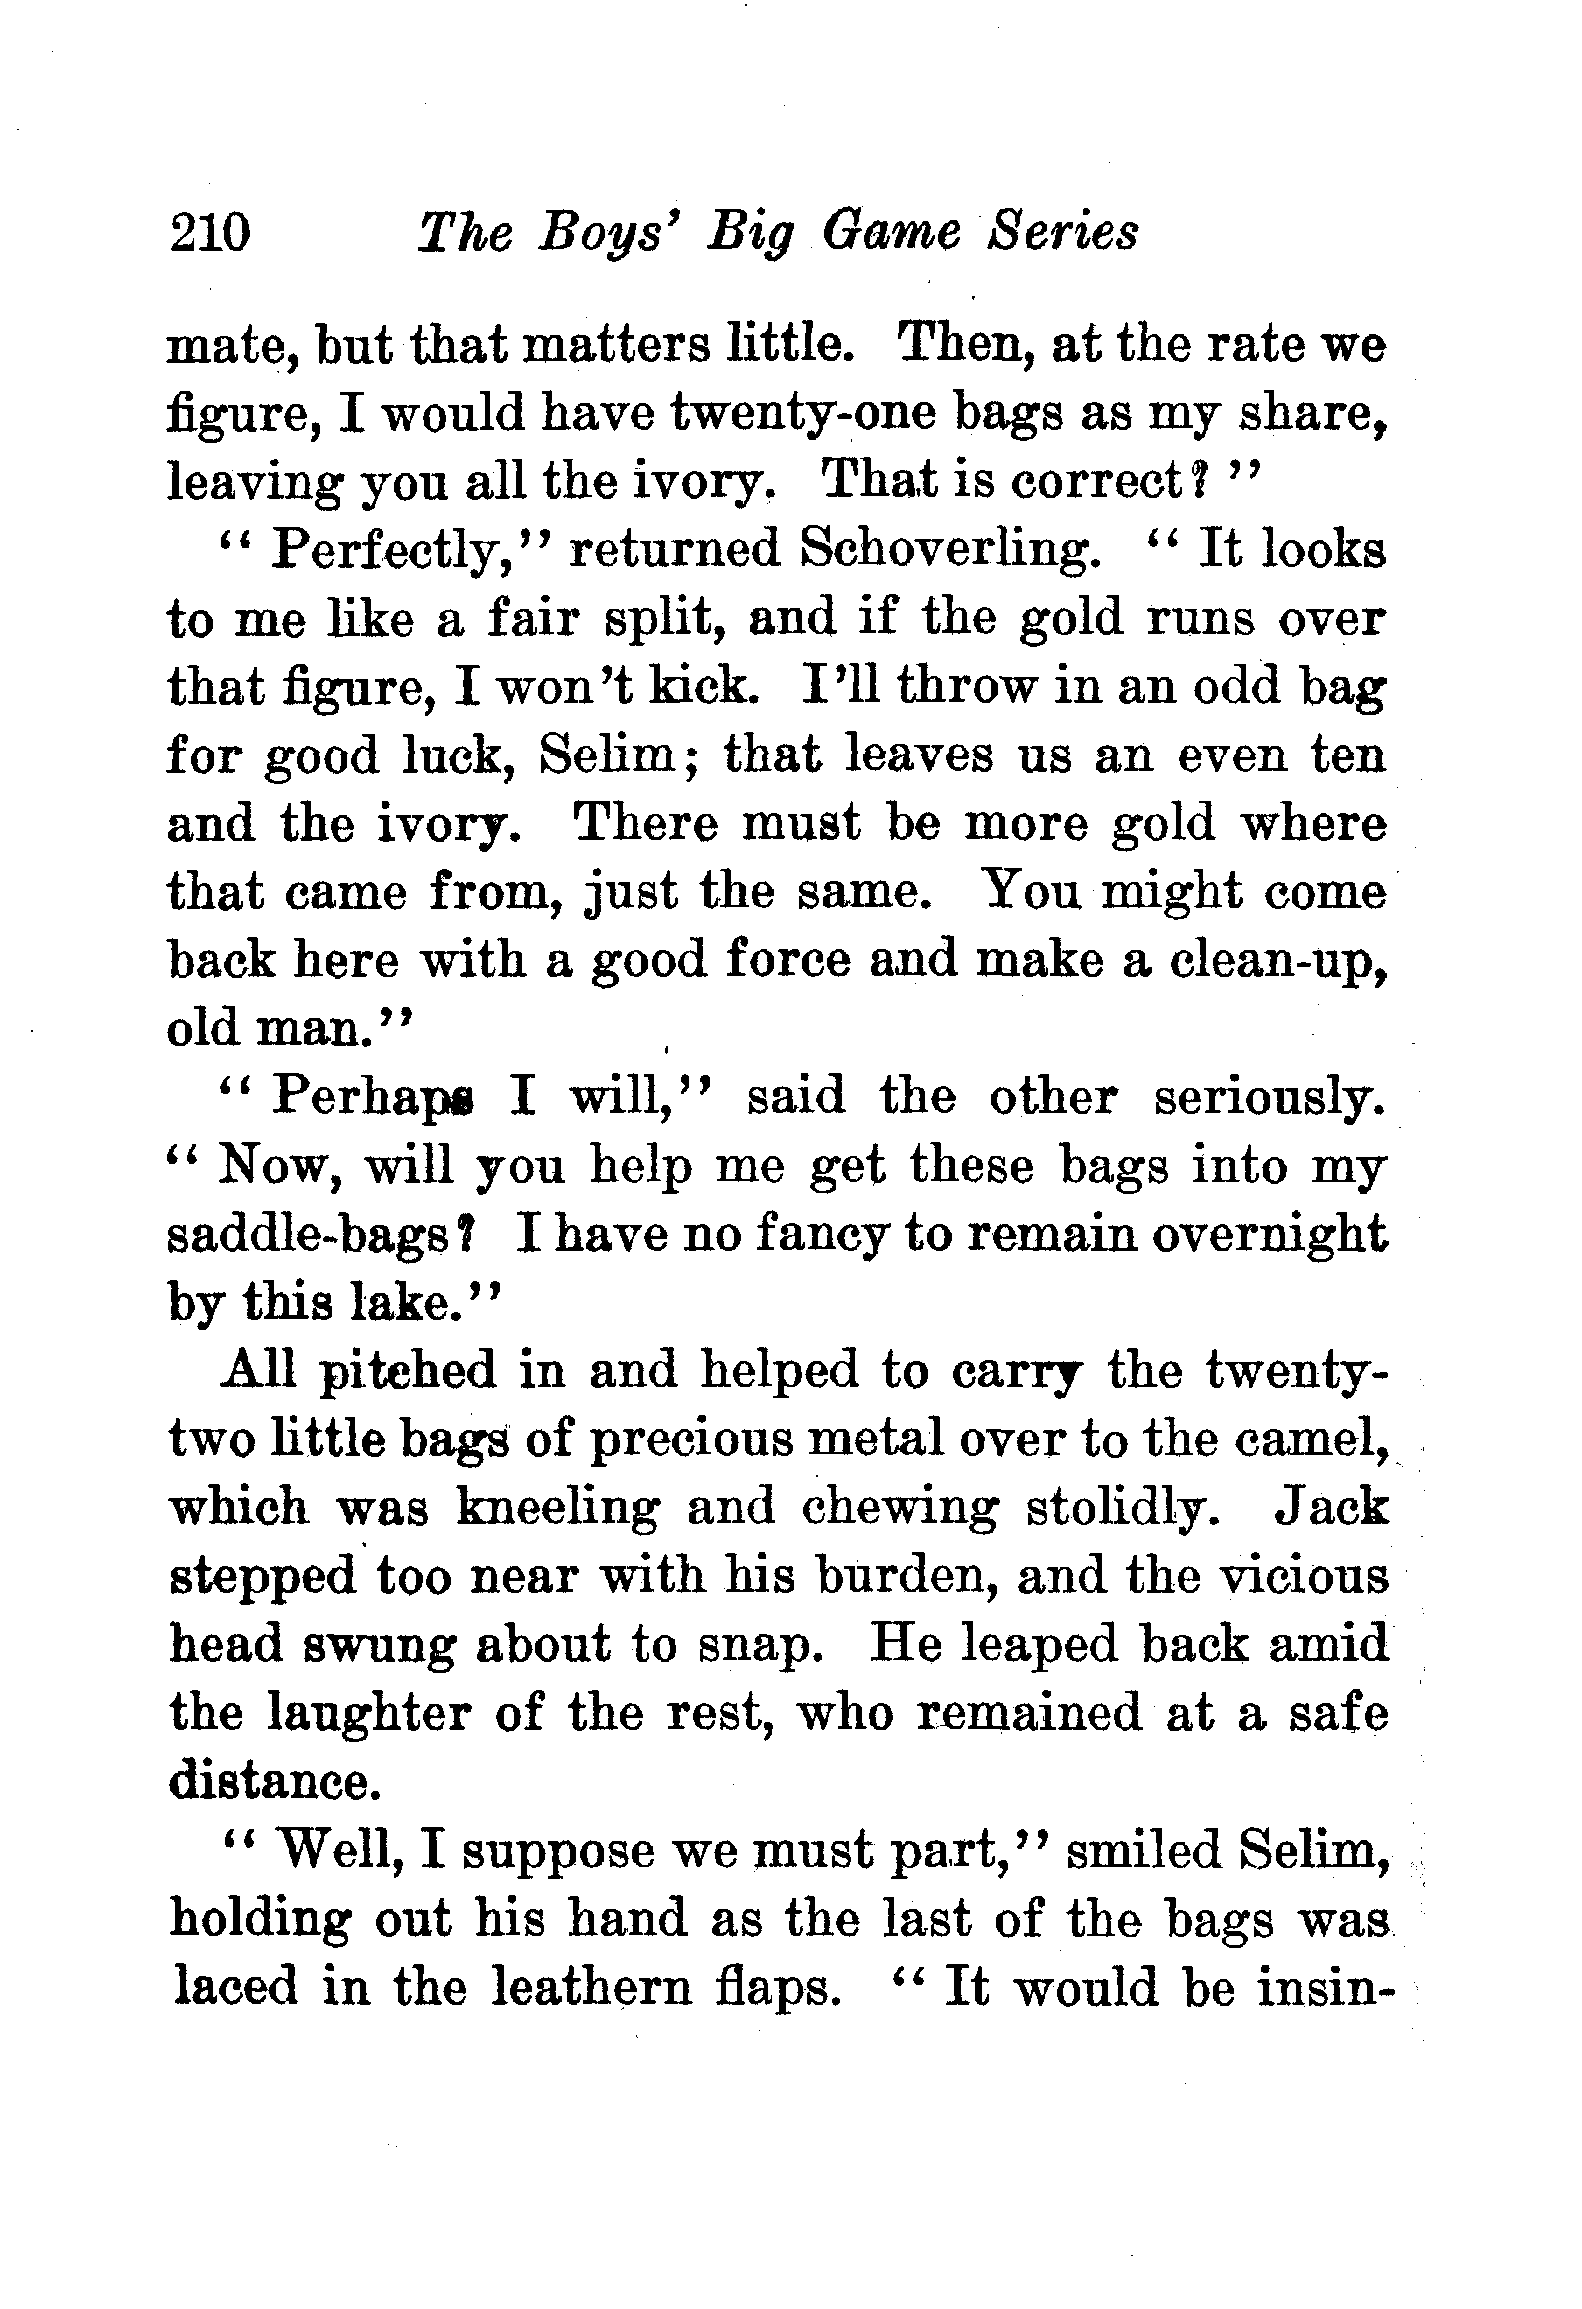 210 The Boys' Big Game Series
mate, but that matters little. Then, at the rate we
figure, I would have twenty-one bags as my share,
leaving you all the ivory. That is correct? ”
“ Perfectly,” returned Schoverling. “ It looks
to me like a fair split, and if the gold runs over
that figure, I won't kick. I'll throw in an odd bag
for good luck, Selim; that leaves us an even ten
and the ivory. There must be more gold where
that came from, just the same. You might come
back here with a good force and make a clean-up,
old man.”
“ Perhaps I will,” said the other seriously.
“ Now, will you help me get these bags into my
saddle-bags? I have no fancy to remain overnight
by this lake.”
All pitched in and helped to carry the twenty-
two little bags of precious metal over to the camel,
which was kneeling and chewing stolidly. Jack
stepped too near with his burden, and the vicious
head swung about to snap. He leaped back amid
the laughter of the rest, who remained at a safe
distance.
“ Well, I suppose we must part,” smiled Selim,
holding out his hand as the last of the bags was
laced in the leathern flaps. “ It would be insin-